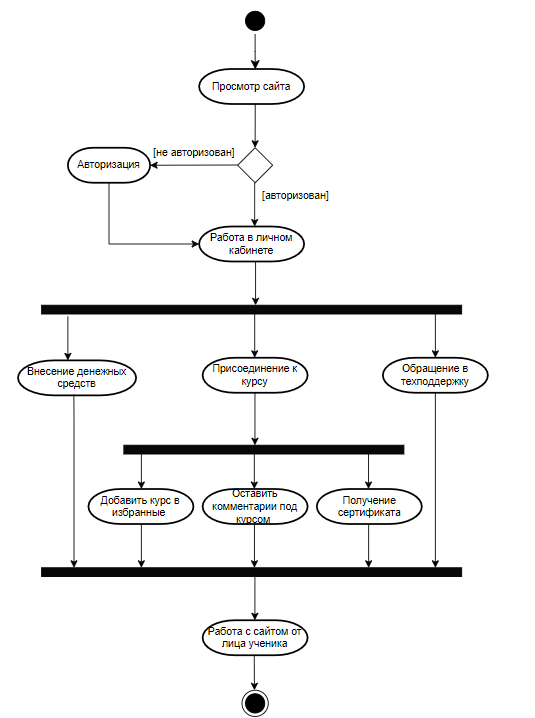 Просмотр сайта
[не авторизован]
Авторизация
[авторизован]
Работа в личном
кабинете
Внесение денежных
средств
Присоединение к
курсу
Обращение в
техподдержку
Добавить курс в
избранные
Оставить
комментарии под
курсом
Получение
сертификата
Работа с сайтом от
лица ученика